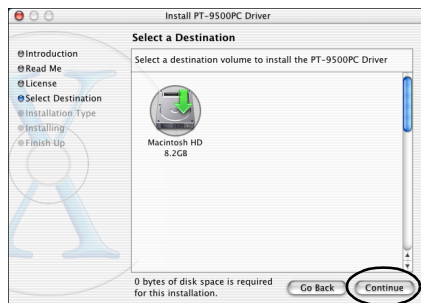 Install PT-9500PC Driver
Introduction
Read Me
License
Select Destination
Installation Type
Installing
Finish Up
Select a Destination
Select a destination volume to install the PT-9500PC Driver
Macintosh HD
8.2GB
0 bytes of disk space is required
for this installation.
Go Back
Continue